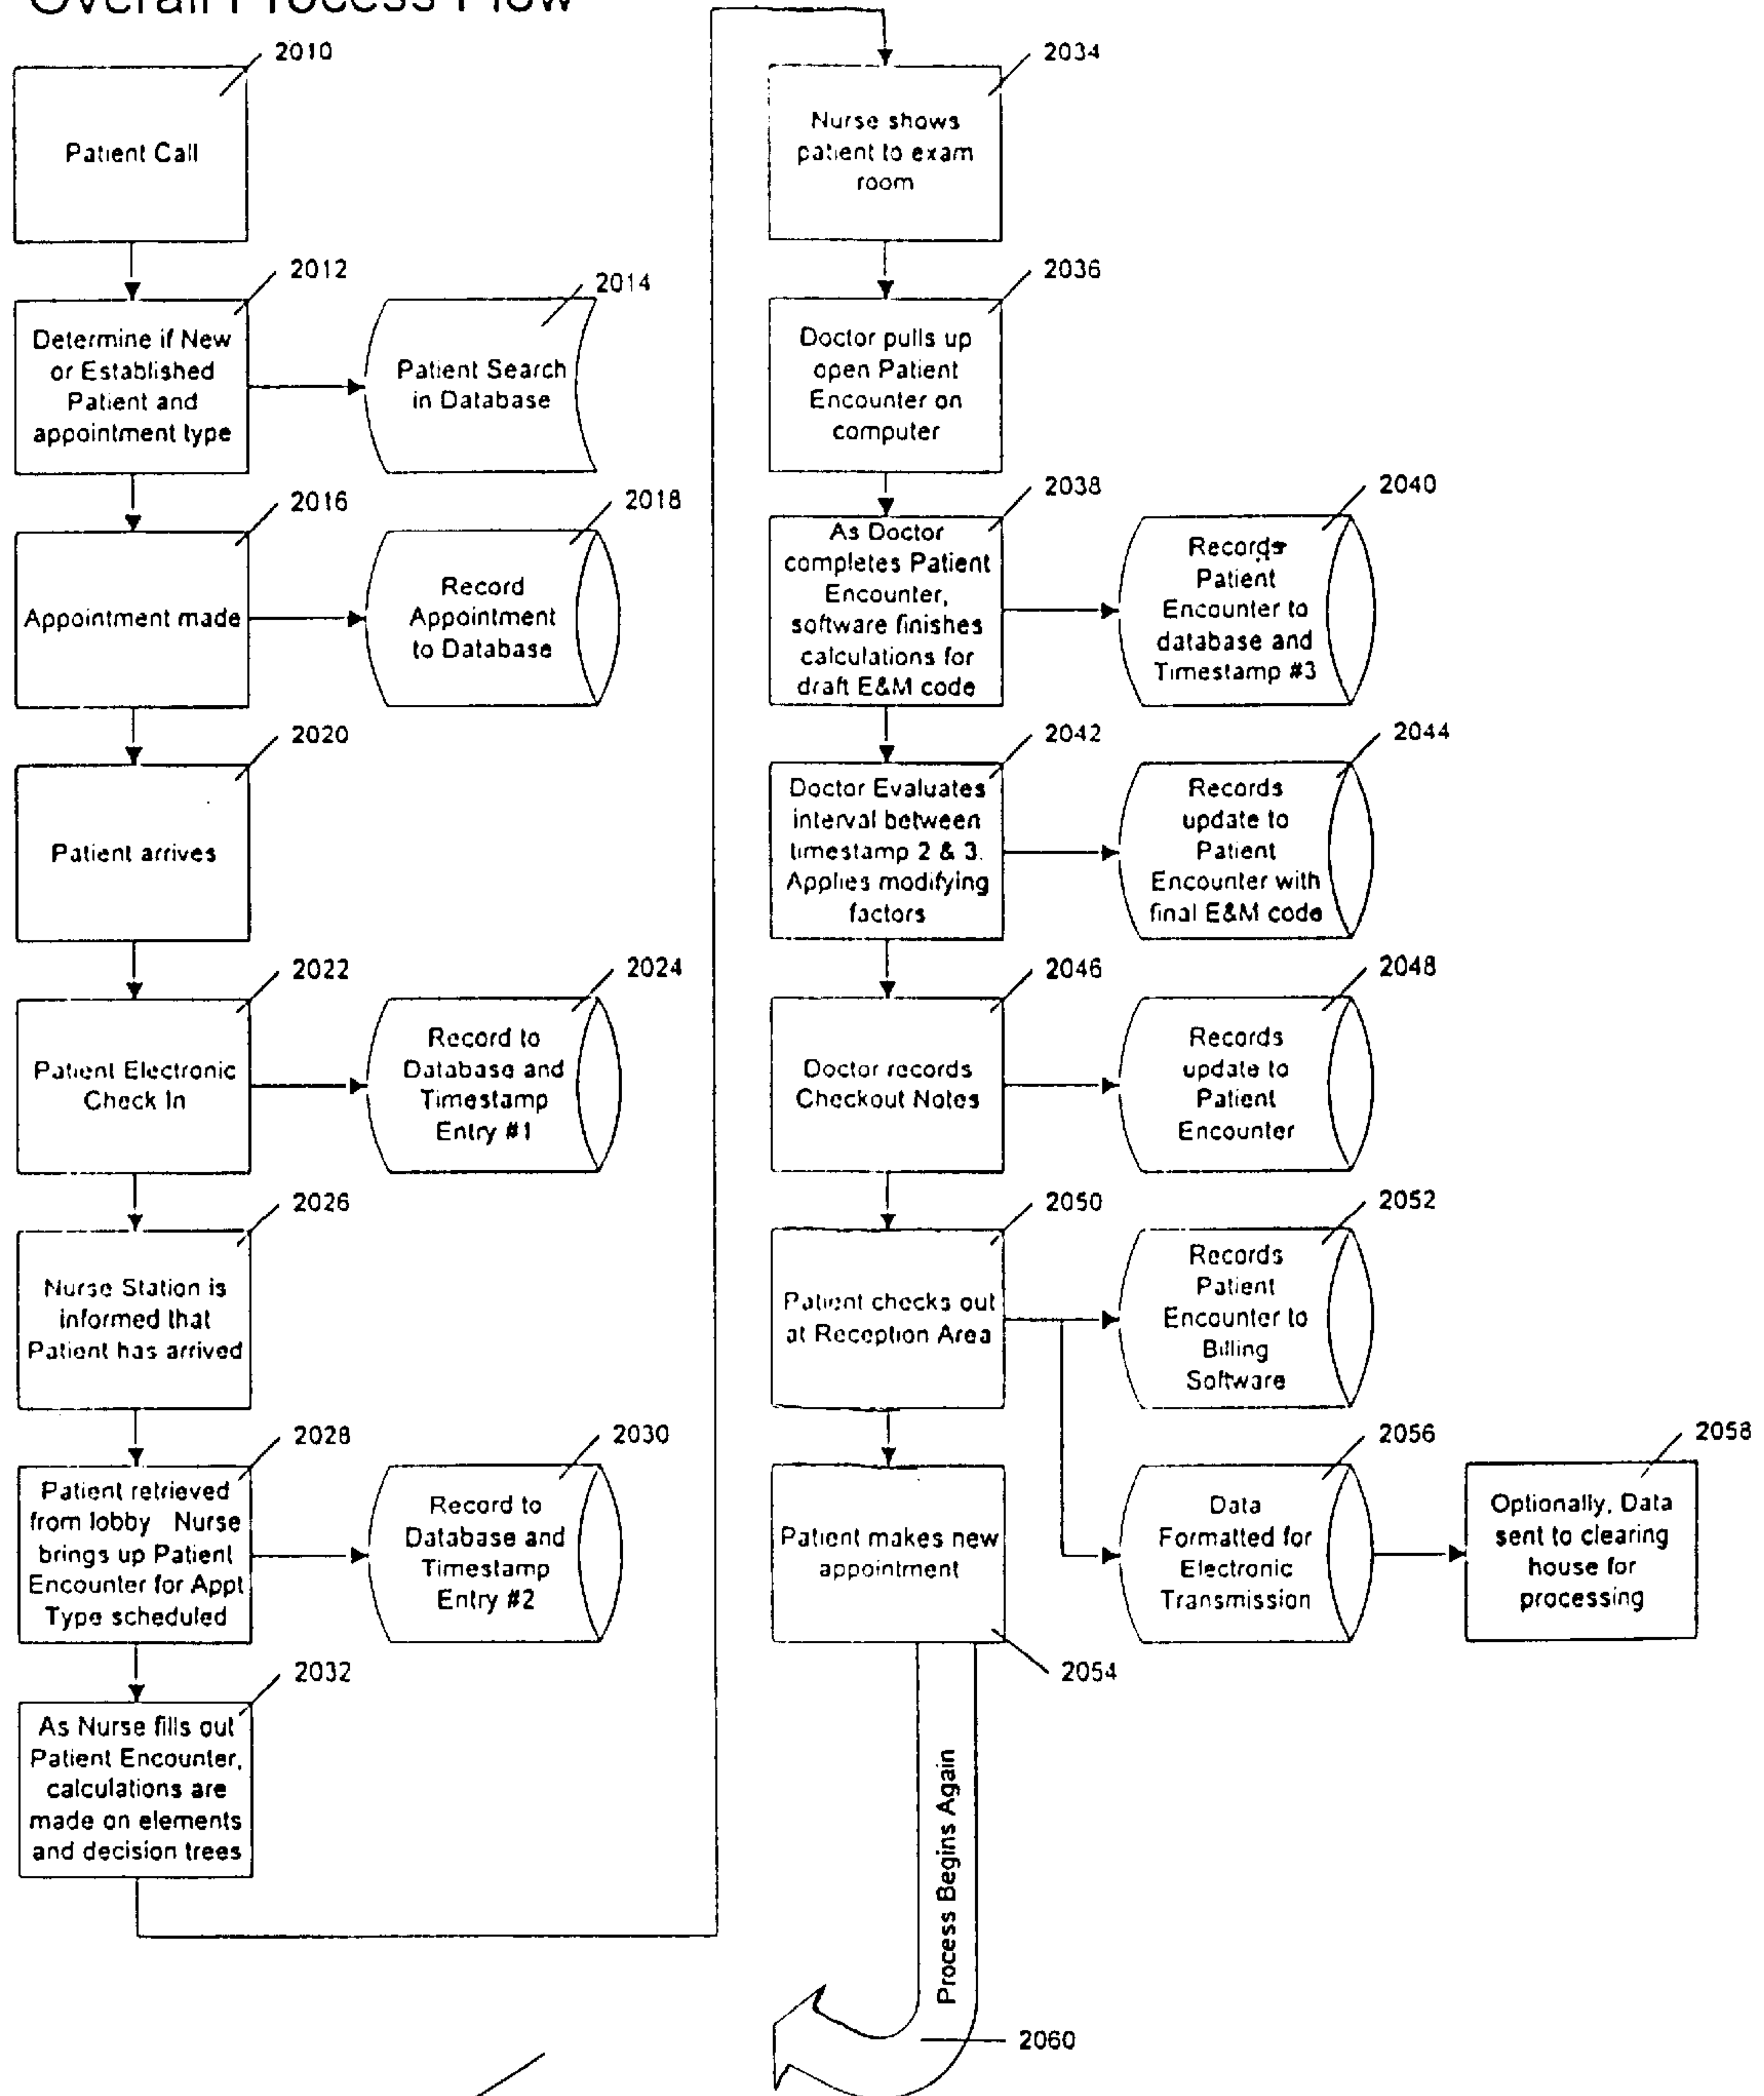 Overall Process Flow
2010
Patient Call
2012
Determine if New
or Established
Patient and
appointment type
2014
Patient Search
in Database
2016
Appointment made
2018
Record
Appointment
to Database
2020
Patient arrives
2022
Patient Electronic
Check In
2024
Record to
Database and
Timestamp
Entry #1
2026
Nurse Station is
informed that
Patient has arrived
2028
Patient retrieved
from lobby Nurse
brings up Patient
Encounter for Appt
Type scheduled
2030
Record to
Database and
Timestamp
Entry #2
2032
As Nurse fills out
Patient Encounter,
calculations are
made on elements
and decision trees
2034
Nurse shows
patient to exam
room
2036
Doctor pulls up
open Patient
Encounter on
computer
2038
As Doctor
completes Patient
Encounter,
software finishes
calculations for
draft E&M code
2040
Records
Patient
Encounter to
database and
Timestamp #3
2042
Doctor Evaluates
interval between
timestamp 2 & 3.
Applies modifying
factors
2044
Records
update to
Patient
Encounter with
final E&M code
2046
Doctor records
Checkout Notes
2048
Records
update to
Patient
Encounter
2050
Patient checks out
at Reception Area
2052
Records
Patient
Encounter to
Billing
Software
2054
Patient makes new
appointment
2056
Data
Formatted for
Electronic
Transmission
2058
Optionally, Data
sent to clearing
house for
processing
Process Begins Again
2060